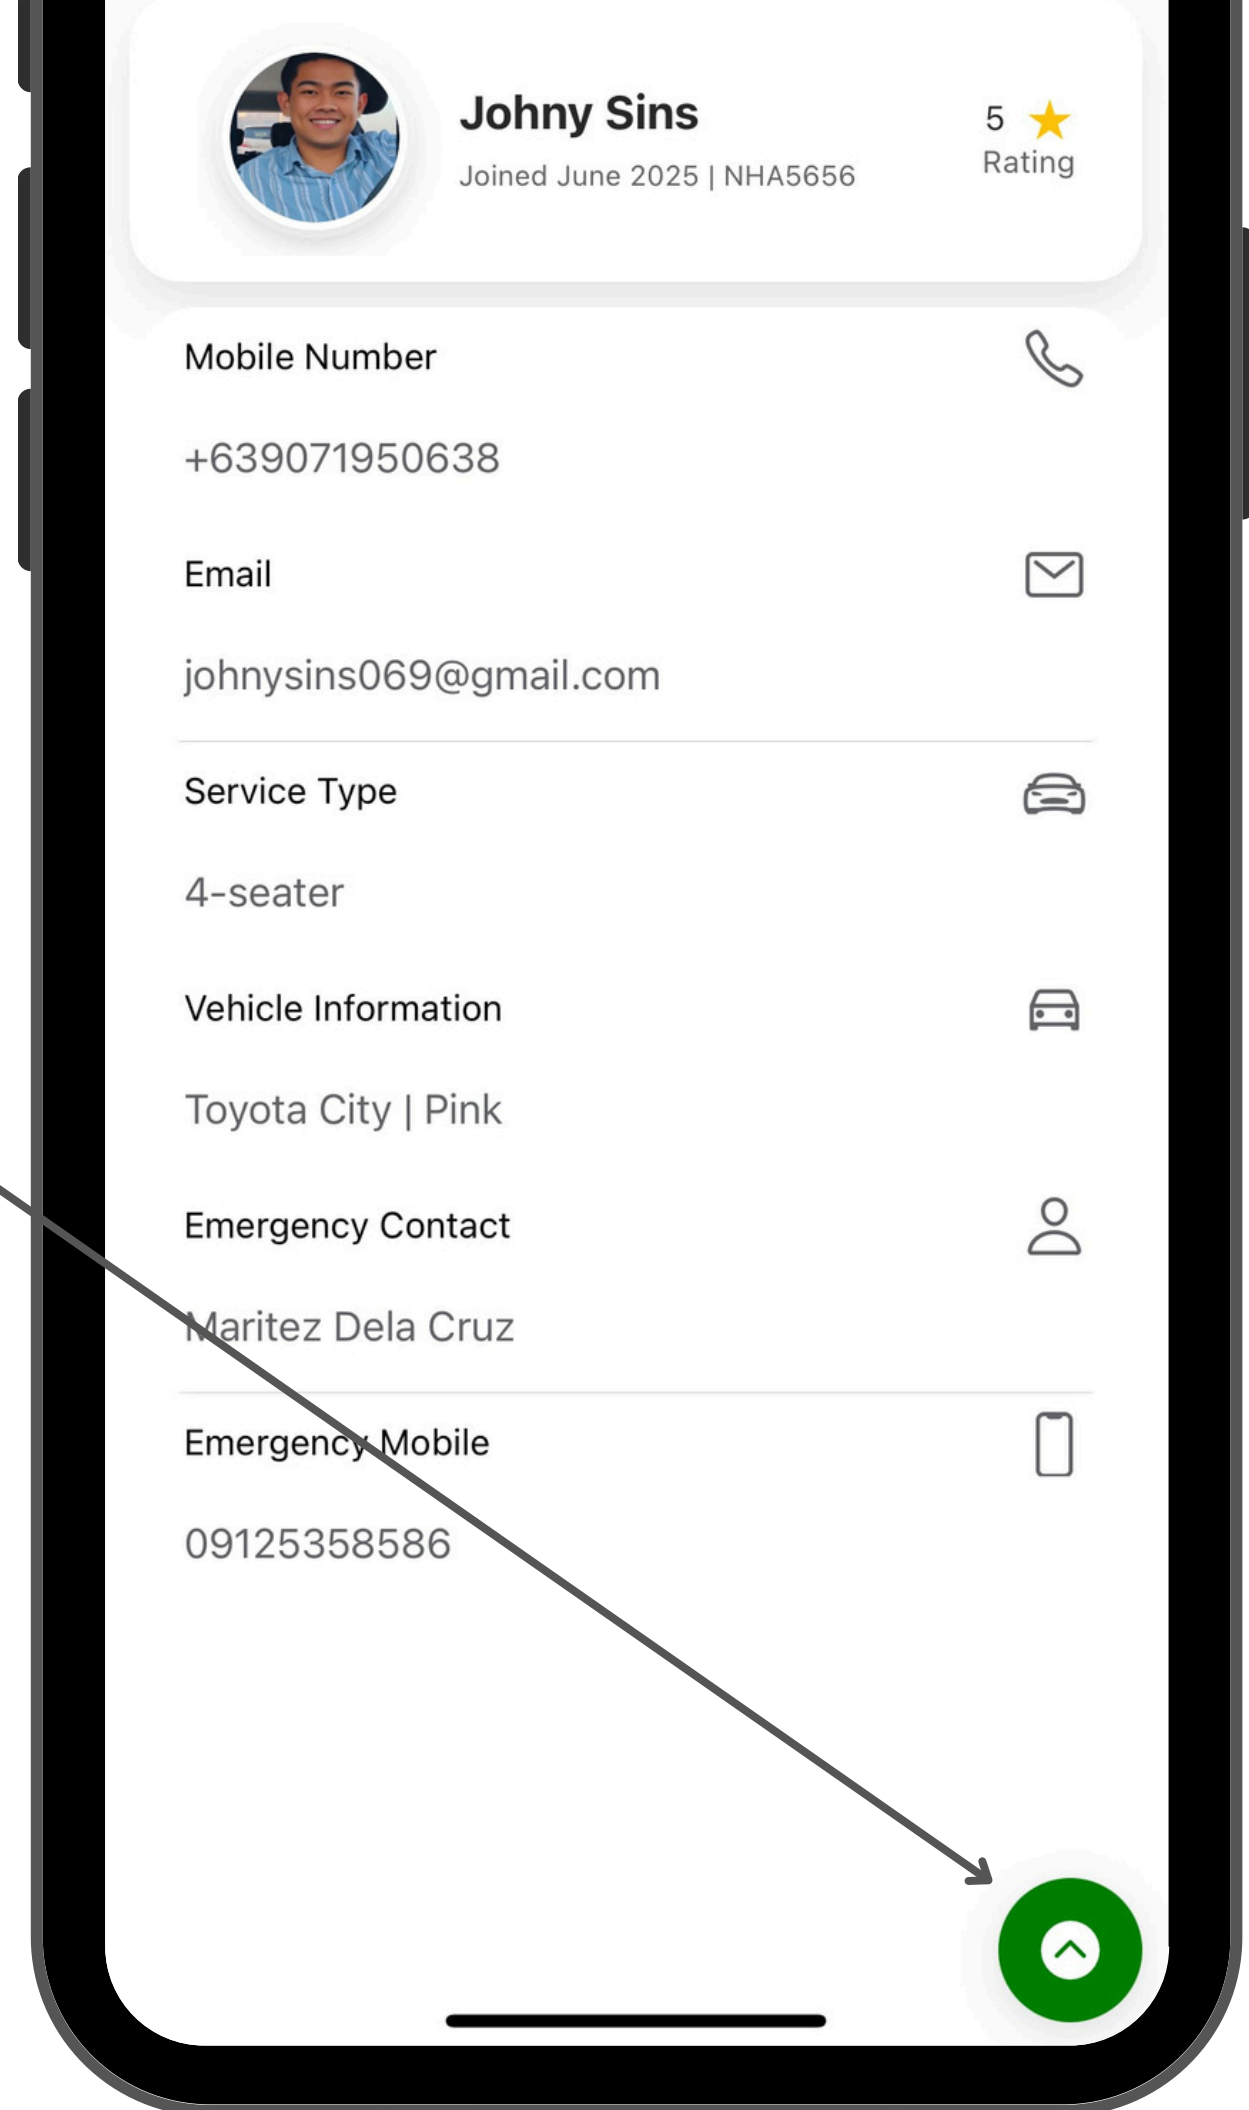 Johny Sins
Joined June 2025 | NHA5656
5
Rating
Mobile Number
+639071950638
Email
johnysins069@gmail.com
Service Type
4-seater
Vehicle Information
Toyota City | Pink
Emergency Contact
Maritez Dela Cruz
Emergency Mobile
09125358586